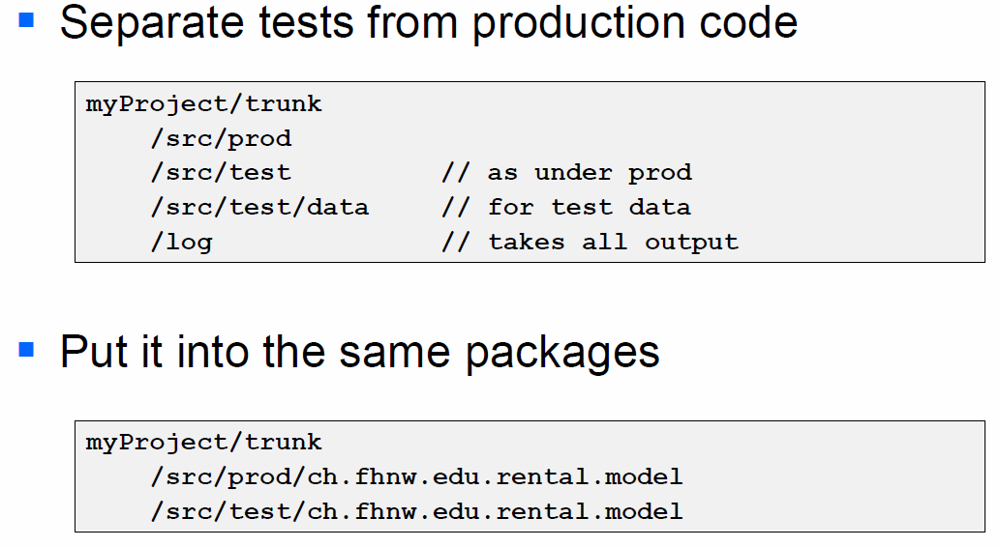 Separate tests from production code
myProject/trunk
/src/prod
/src/test // as under prod
/src/test/data // for test data
/log // takes all output
Put it into the same packages
myProject/trunk
/src/prod/ch.fhnw.edu.rental.model
/src/test/ch.fhnw.edu.rental.model